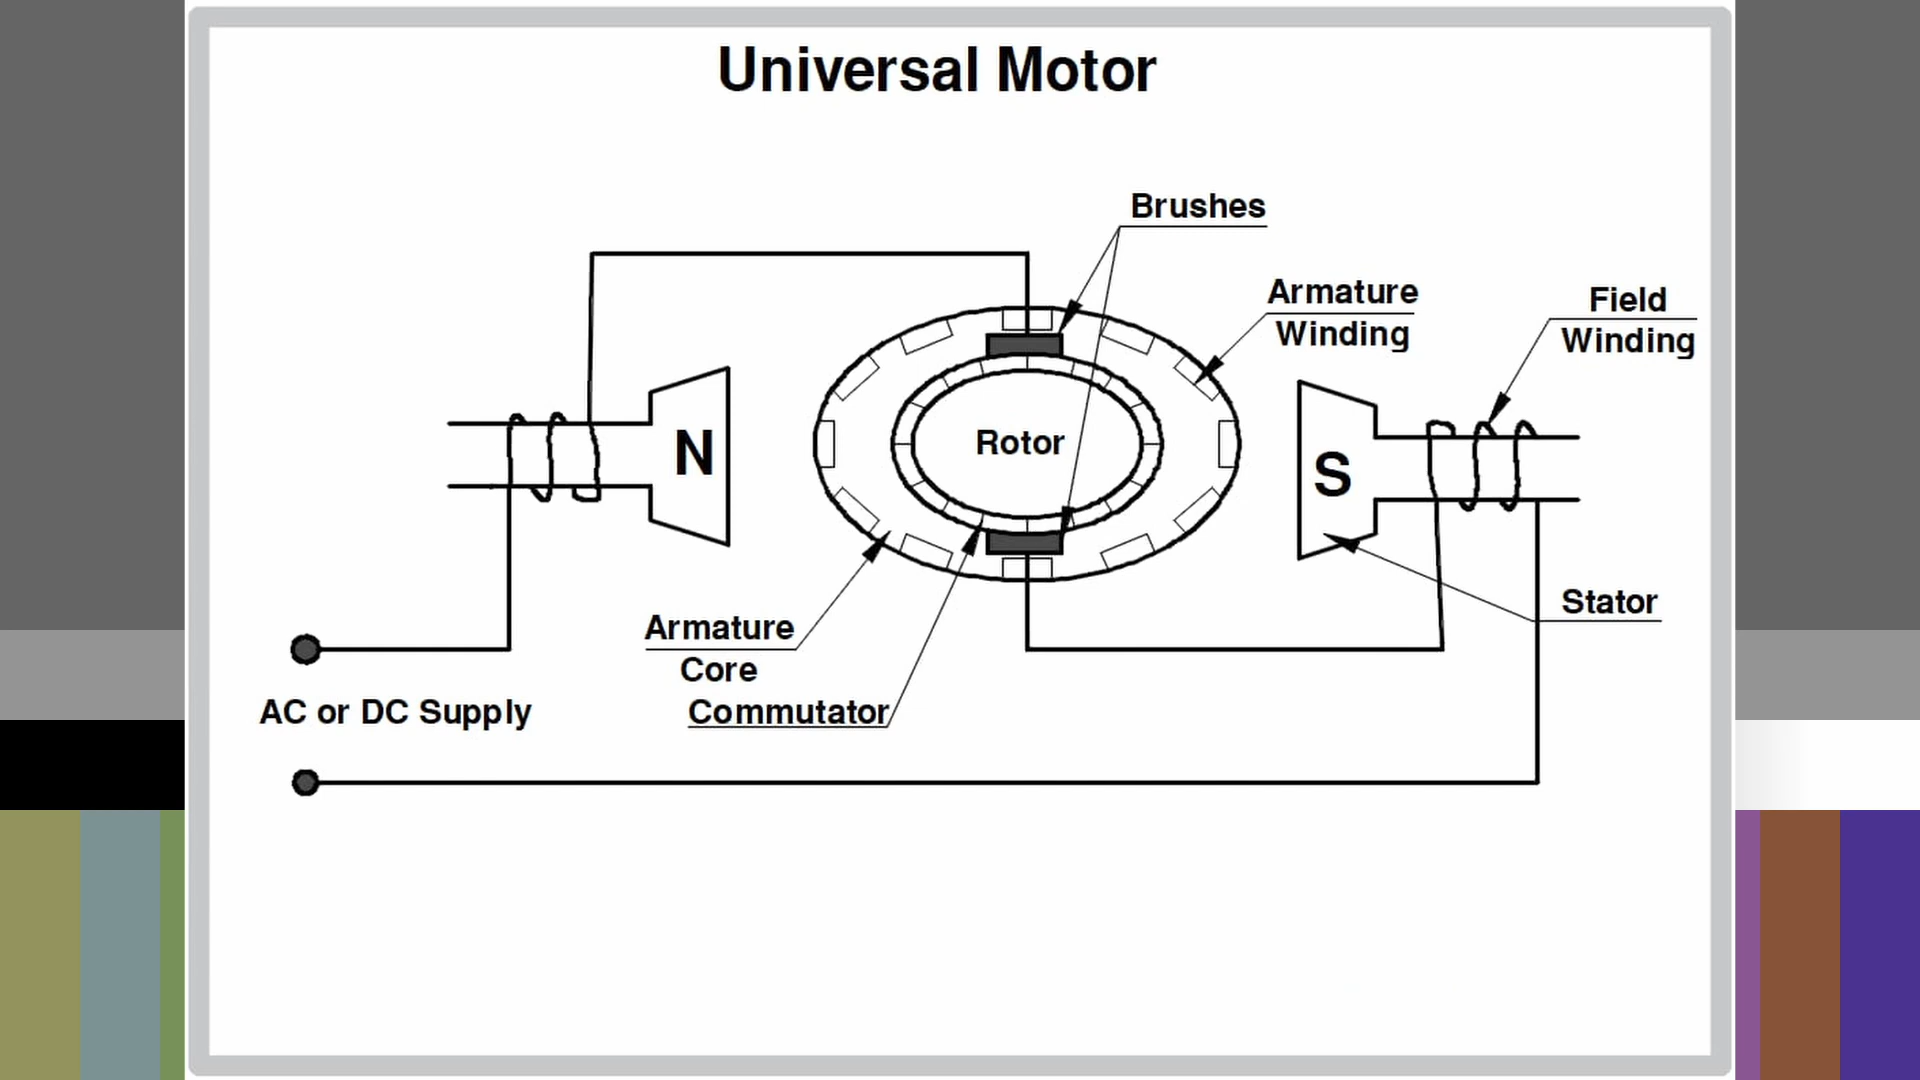 Universal Motor
Brushes
Armature
Winding
Field
Winding
N
Rotor
S
Stator
Armature
Core
Commutator
AC or DC Supply